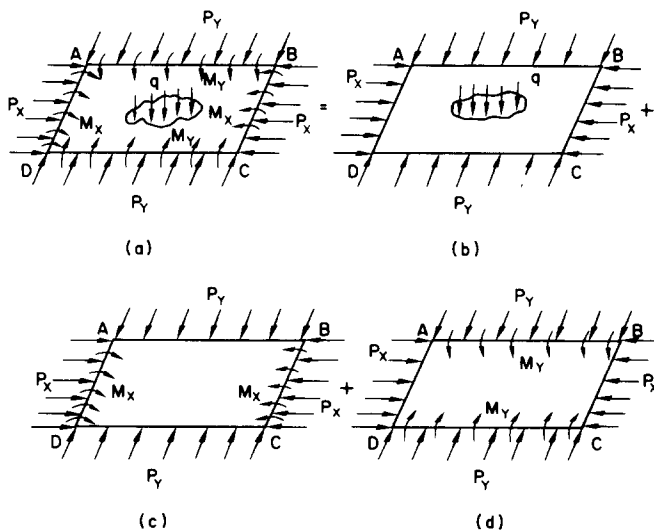 P_Y P_Y
A B A B
q M_Y q
P_X M_X M_X P_X = P_X P_X +
M_Y
D C D C
P_Y P_Y
(a) (b)
P_Y P_Y
A B A B
M_Y
P_X M_X M_X P_X + P_X P_X
M_Y
D C D C
P_Y P_Y
(c) (d)